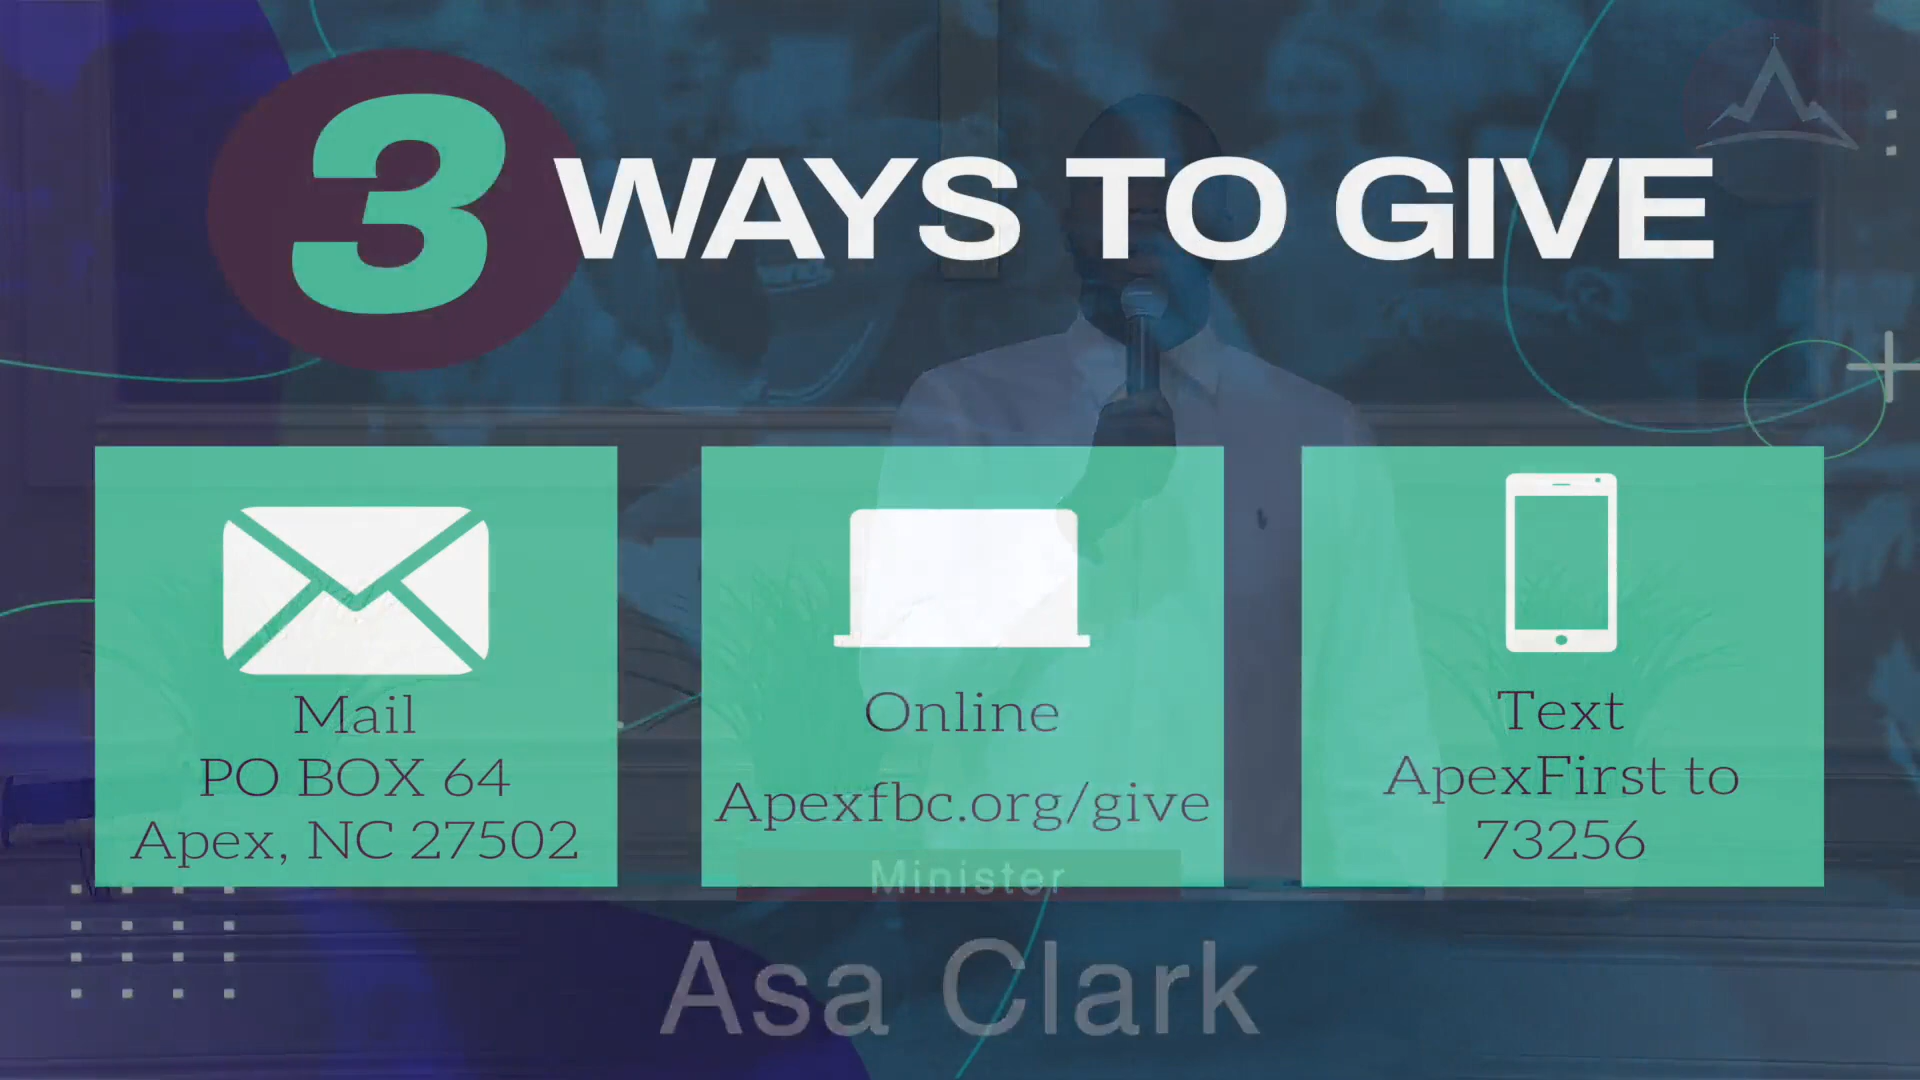 3 WAYS TO GIVE
Mail
PO BOX 64
Apex, NC 27502
Online
Apexfbc.org/give
Text
ApexFirst to
73256
Minister
Asa Clark